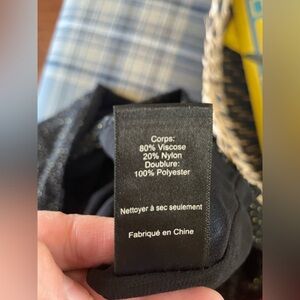 Corps:
80% Viscose
20% Nylon
Doublure:
100% Polyester
Nettoyer à sec seulement
Fabriqué en Chine